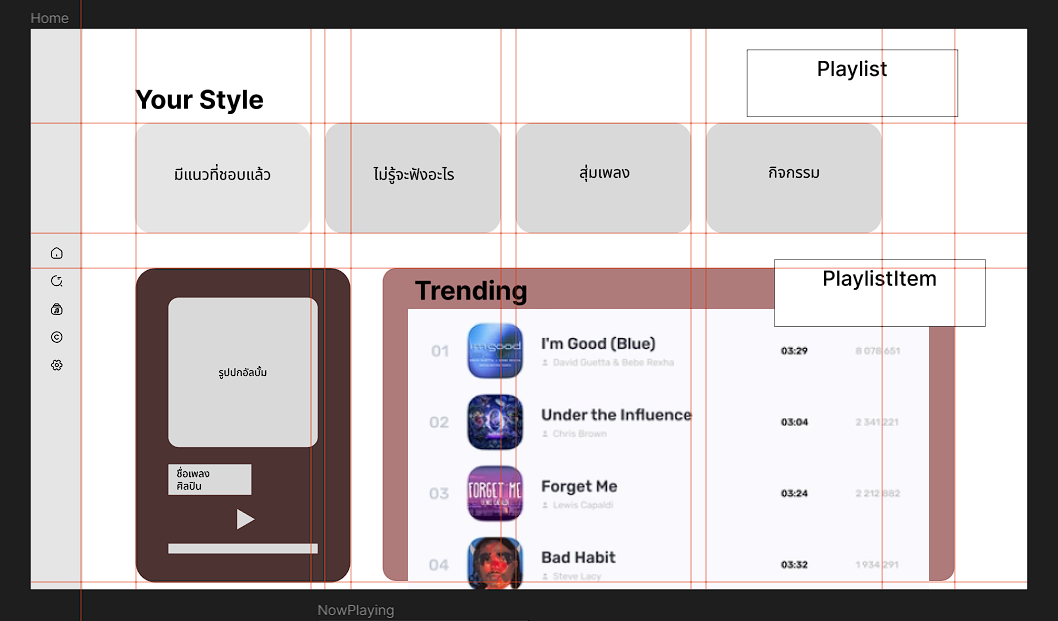 Home
Playlist
Your Style
มีแนวที่ชอบแล้ว
ไม่รู้จะฟังอะไร
สุ่มเพลง
กิจกรรม
PlaylistItem
Trending
01
I'm Good (Blue)
David Guetta & Bebe Rexha
03:29
8 078 651
รูปปกอัลบั้ม
02
Under the Influence
Chris Brown
03:04
2 341 221
03
FORGET ME
Forget Me
Lewis Capaldi
03:24
2 212 882
ชื่อเพลง
ศิลปิน
04
Bad Habit
Steve Lacy
03:32
1 934 291
NowPlaying